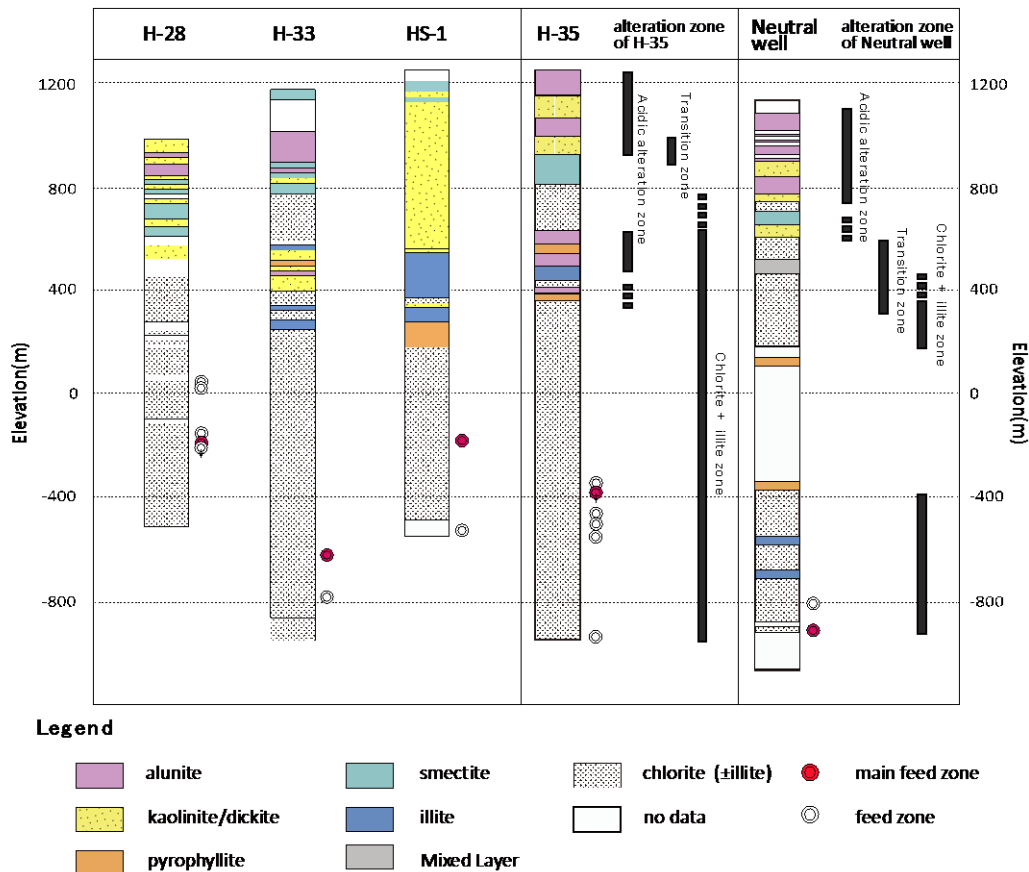 H-28
H-33
HS-1
H-35
alteration zone
of H-35
Neutral
well
alteration zone
of Neutral well
1200
800
400
0
-400
-800
Elevation(m)
Acidic alteration zone
Transition zone
Acidic alteration zone
Chlorite + illite zone
Acidic alteration zone
Transition zone
Chlorite + illite zone
1200
800
400
0
-400
-800
Elevation(m)
Legend
alunite
smectite
chlorite (±illite)
main feed zone
kaolinite/dickite
illite
no data
feed zone
pyrophyllite
Mixed Layer